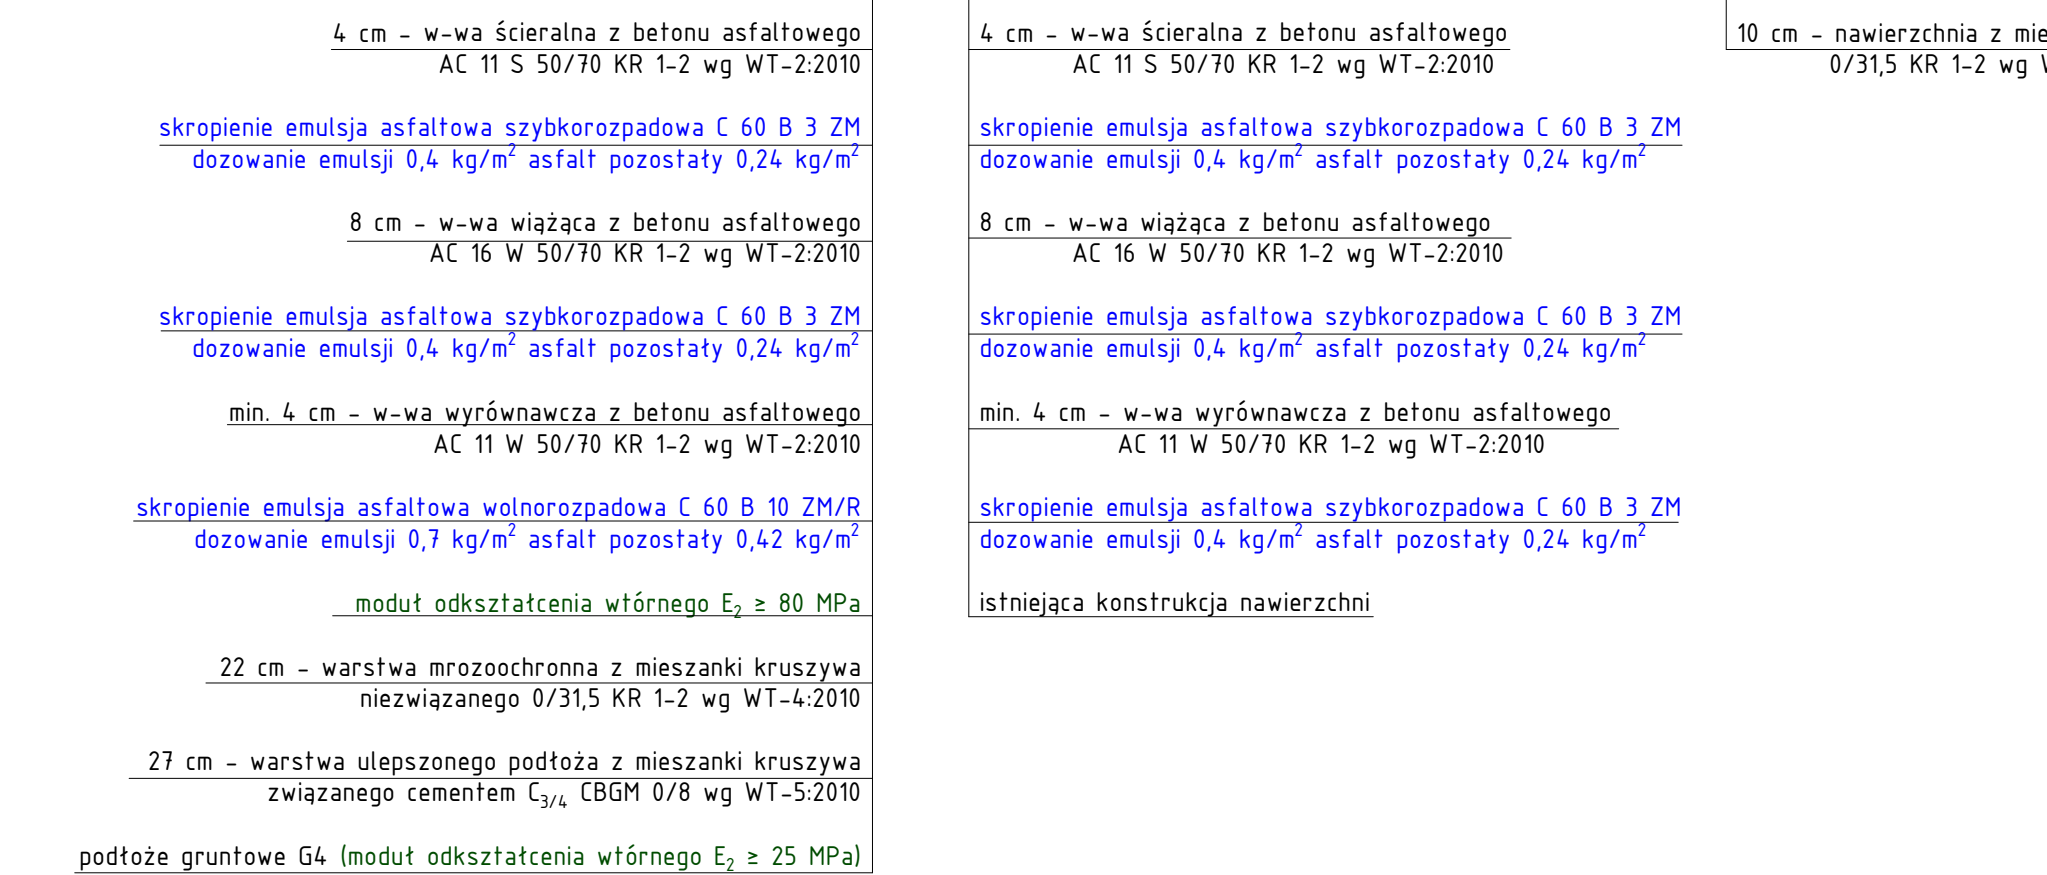 4 cm - w-wa ścieralna z betonu asfaltowego
AC 11 S 50/70 KR 1-2 wg WT-2:2010
skropienie emulsja asfaltowa szybkorozpadowa C 60 B 3 ZM
dozowanie emulsji 0,4 kg/m² asfalt pozostały 0,24 kg/m²
8 cm - w-wa wiążąca z betonu asfaltowego
AC 16 W 50/70 KR 1-2 wg WT-2:2010
skropienie emulsja asfaltowa szybkorozpadowa C 60 B 3 ZM
dozowanie emulsji 0,4 kg/m² asfalt pozostały 0,24 kg/m²
min. 4 cm - w-wa wyrównawcza z betonu asfaltowego
AC 11 W 50/70 KR 1-2 wg WT-2:2010
skropienie emulsja asfaltowa wolnorozpadowa C 60 B 10 ZM/R
dozowanie emulsji 0,7 kg/m² asfalt pozostały 0,42 kg/m²
moduł odkształcenia wtórnego E₂ ≥ 80 MPa
22 cm - warstwa mrozoochronna z mieszanki kruszywa
niezwiązanego 0/31,5 KR 1-2 wg WT-4:2010
27 cm - warstwa ulepszonego podłoża z mieszanki kruszywa
związanego cementem C3/4 CBGM 0/8 wg WT-5:2010
podłoże gruntowe G4 (moduł odkształcenia wtórnego E₂ ≥ 25 MPa)
4 cm - w-wa ścieralna z betonu asfaltowego
AC 11 S 50/70 KR 1-2 wg WT-2:2010
skropienie emulsja asfaltowa szybkorozpadowa C 60 B 3 ZM
dozowanie emulsji 0,4 kg/m² asfalt pozostały 0,24 kg/m²
8 cm - w-wa wiążąca z betonu asfaltowego
AC 16 W 50/70 KR 1-2 wg WT-2:2010
skropienie emulsja asfaltowa szybkorozpadowa C 60 B 3 ZM
dozowanie emulsji 0,4 kg/m² asfalt pozostały 0,24 kg/m²
min. 4 cm - w-wa wyrównawcza z betonu asfaltowego
AC 11 W 50/70 KR 1-2 wg WT-2:2010
skropienie emulsja asfaltowa szybkorozpadowa C 60 B 3 ZM
dozowanie emulsji 0,4 kg/m² asfalt pozostały 0,24 kg/m²
istniejąca konstrukcja nawierzchni
10 cm - nawierzchnia z
0/31,5 KR 1-2 wg